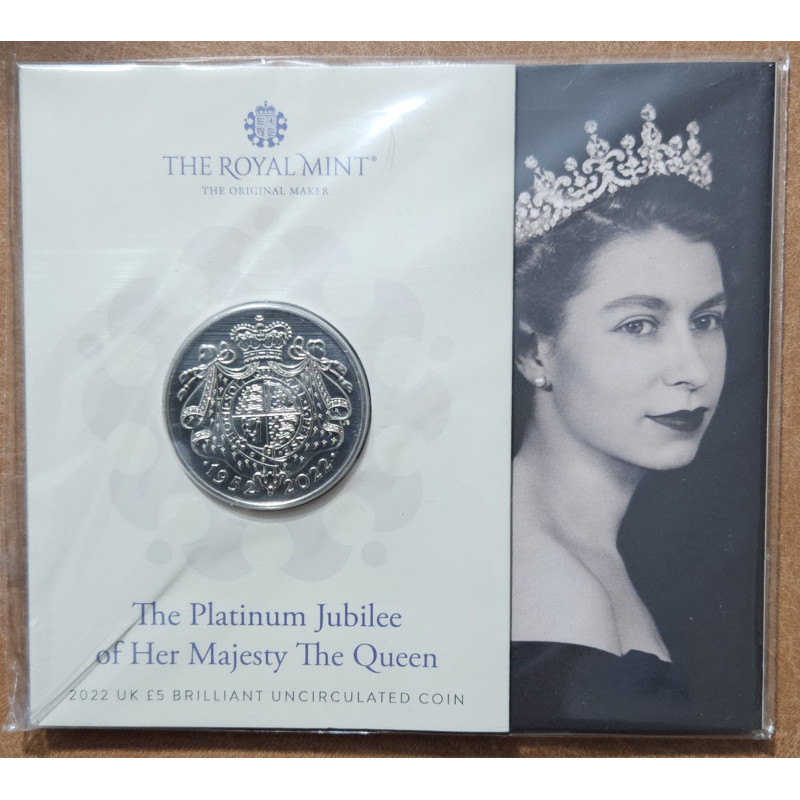 THE ROYAL MINT®
THE ORIGINAL MAKER
·1952 2022·
The Platinum Jubilee
of Her Majesty The Queen
2022 UK £5 BRILLIANT UNCIRCULATED COIN